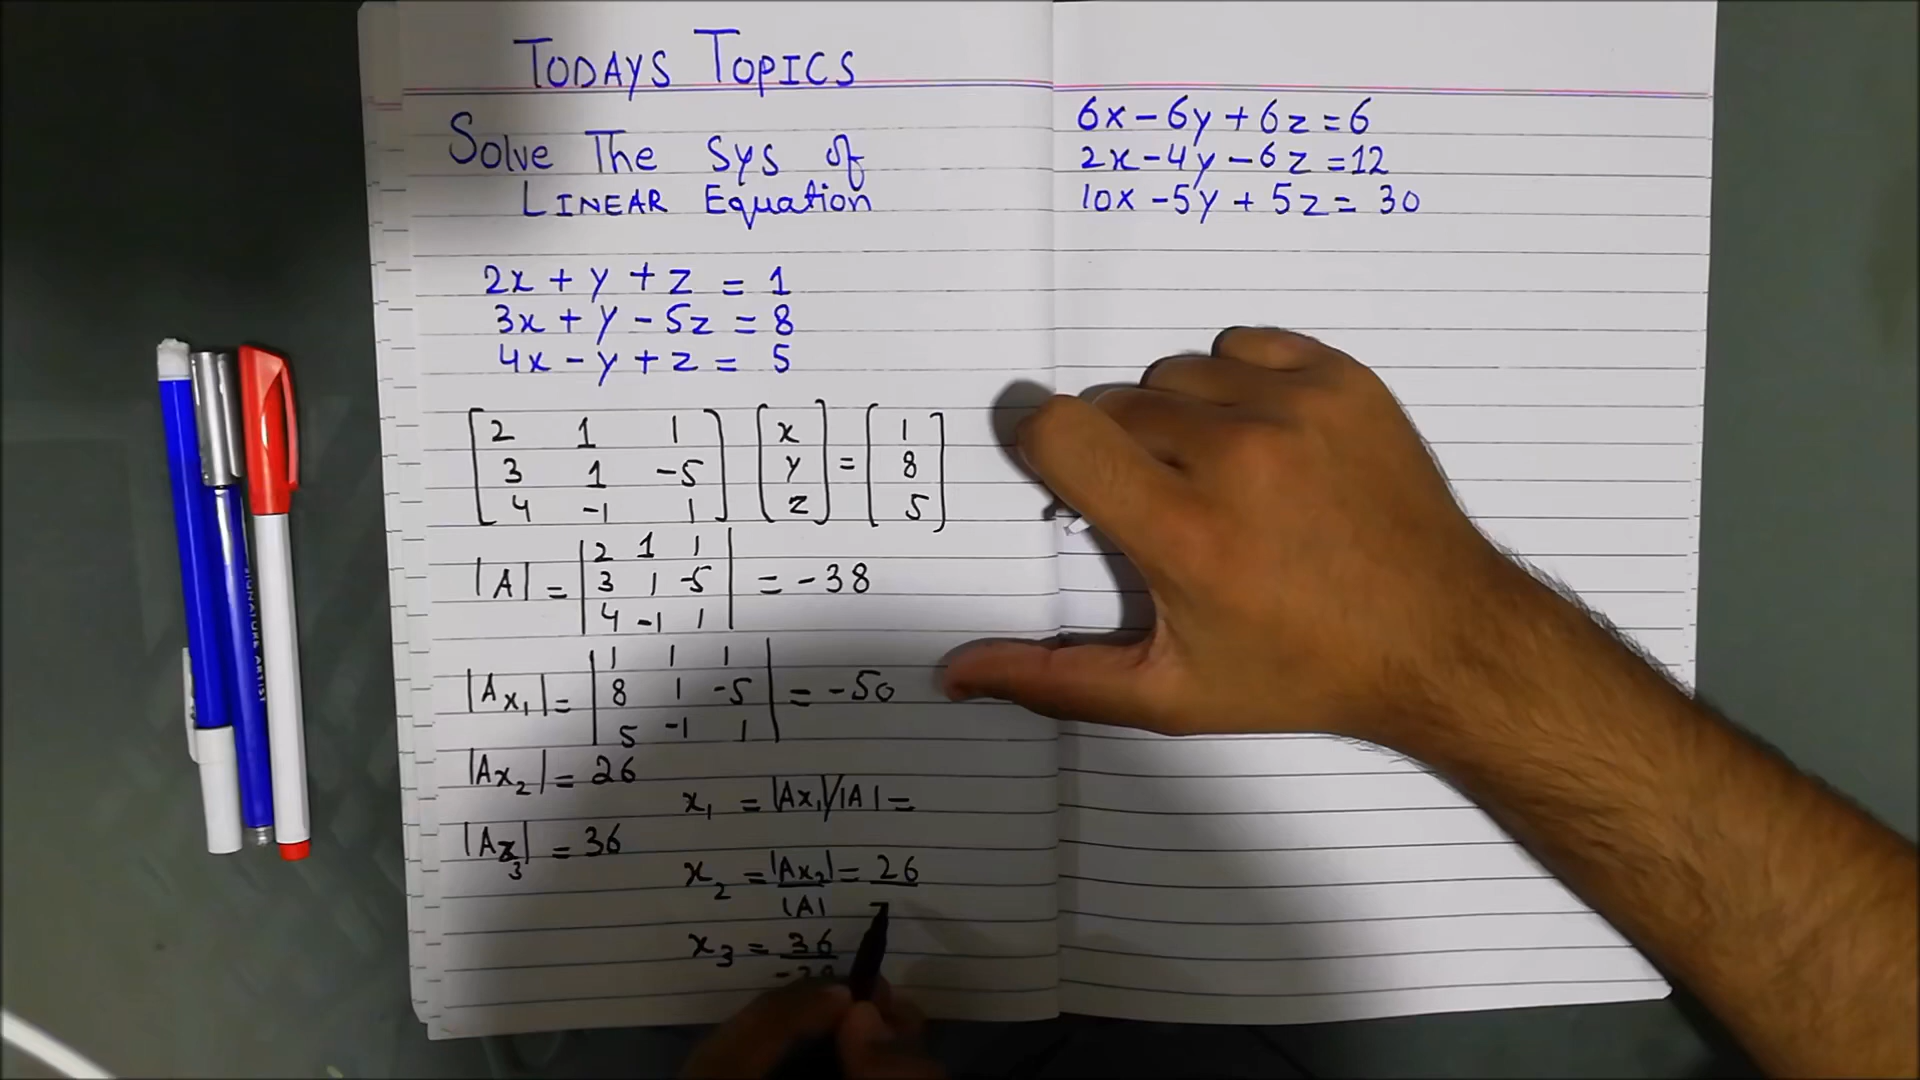 TODAYS TOPICS
Solve The Sys of
LINEAR Equation
2x + y + z = 1
3x + y - 5z = 8
4x - y + z = 5
[2 1 1] [x] = [1]
[3 1 -5] [y] [8]
[4 -1 1] [z] [5]
|A| = |2 1 1| = -38
|3 1 -5|
|4 -1 1|
|Ax₁| = |1 1 1| = -50
|8 1 -5|
|5 -1 1|
|Ax₂| = 26
x₁ = |Ax₁|/|A| =
|Ax₃| = 36
x₂ = |Ax₂|/|A| = 26
x₃ = 36/-38
6x - 6y + 6z = 6
2x - 4y - 6z = 12
10x - 5y + 5z = 30
SIGNATURE ARTIST